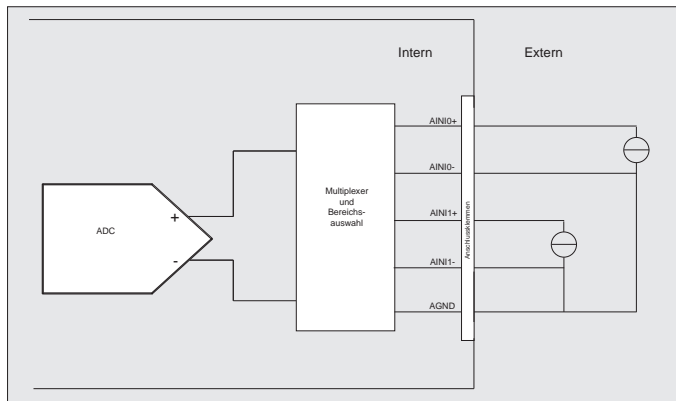 Intern
Extern
AINI0+
AINI0-
AINI1+
AINI1-
AGND
Anschlussklemmen
Multiplexer
und
Bereichs-
auswahl
ADC
+
-